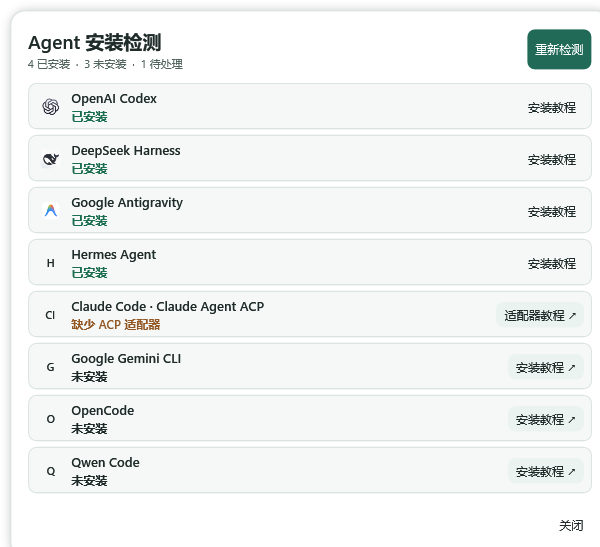 Agent 安装检测
4 已安装 · 3 未安装 · 1 待处理
重新检测
OpenAI Codex
已安装
安装教程
DeepSeek Harness
已安装
安装教程
Google Antigravity
已安装
安装教程
H
Hermes Agent
已安装
安装教程
Cl
Claude Code · Claude Agent ACP
缺少 ACP 适配器
适配器教程 ↗
G
Google Gemini CLI
未安装
安装教程 ↗
O
OpenCode
未安装
安装教程 ↗
Q
Qwen Code
未安装
安装教程 ↗
关闭